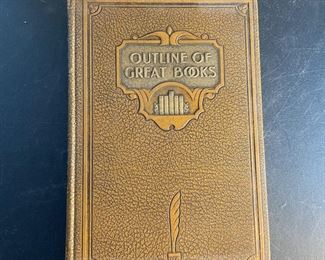 OUTLINE OF
GREAT BOOKS